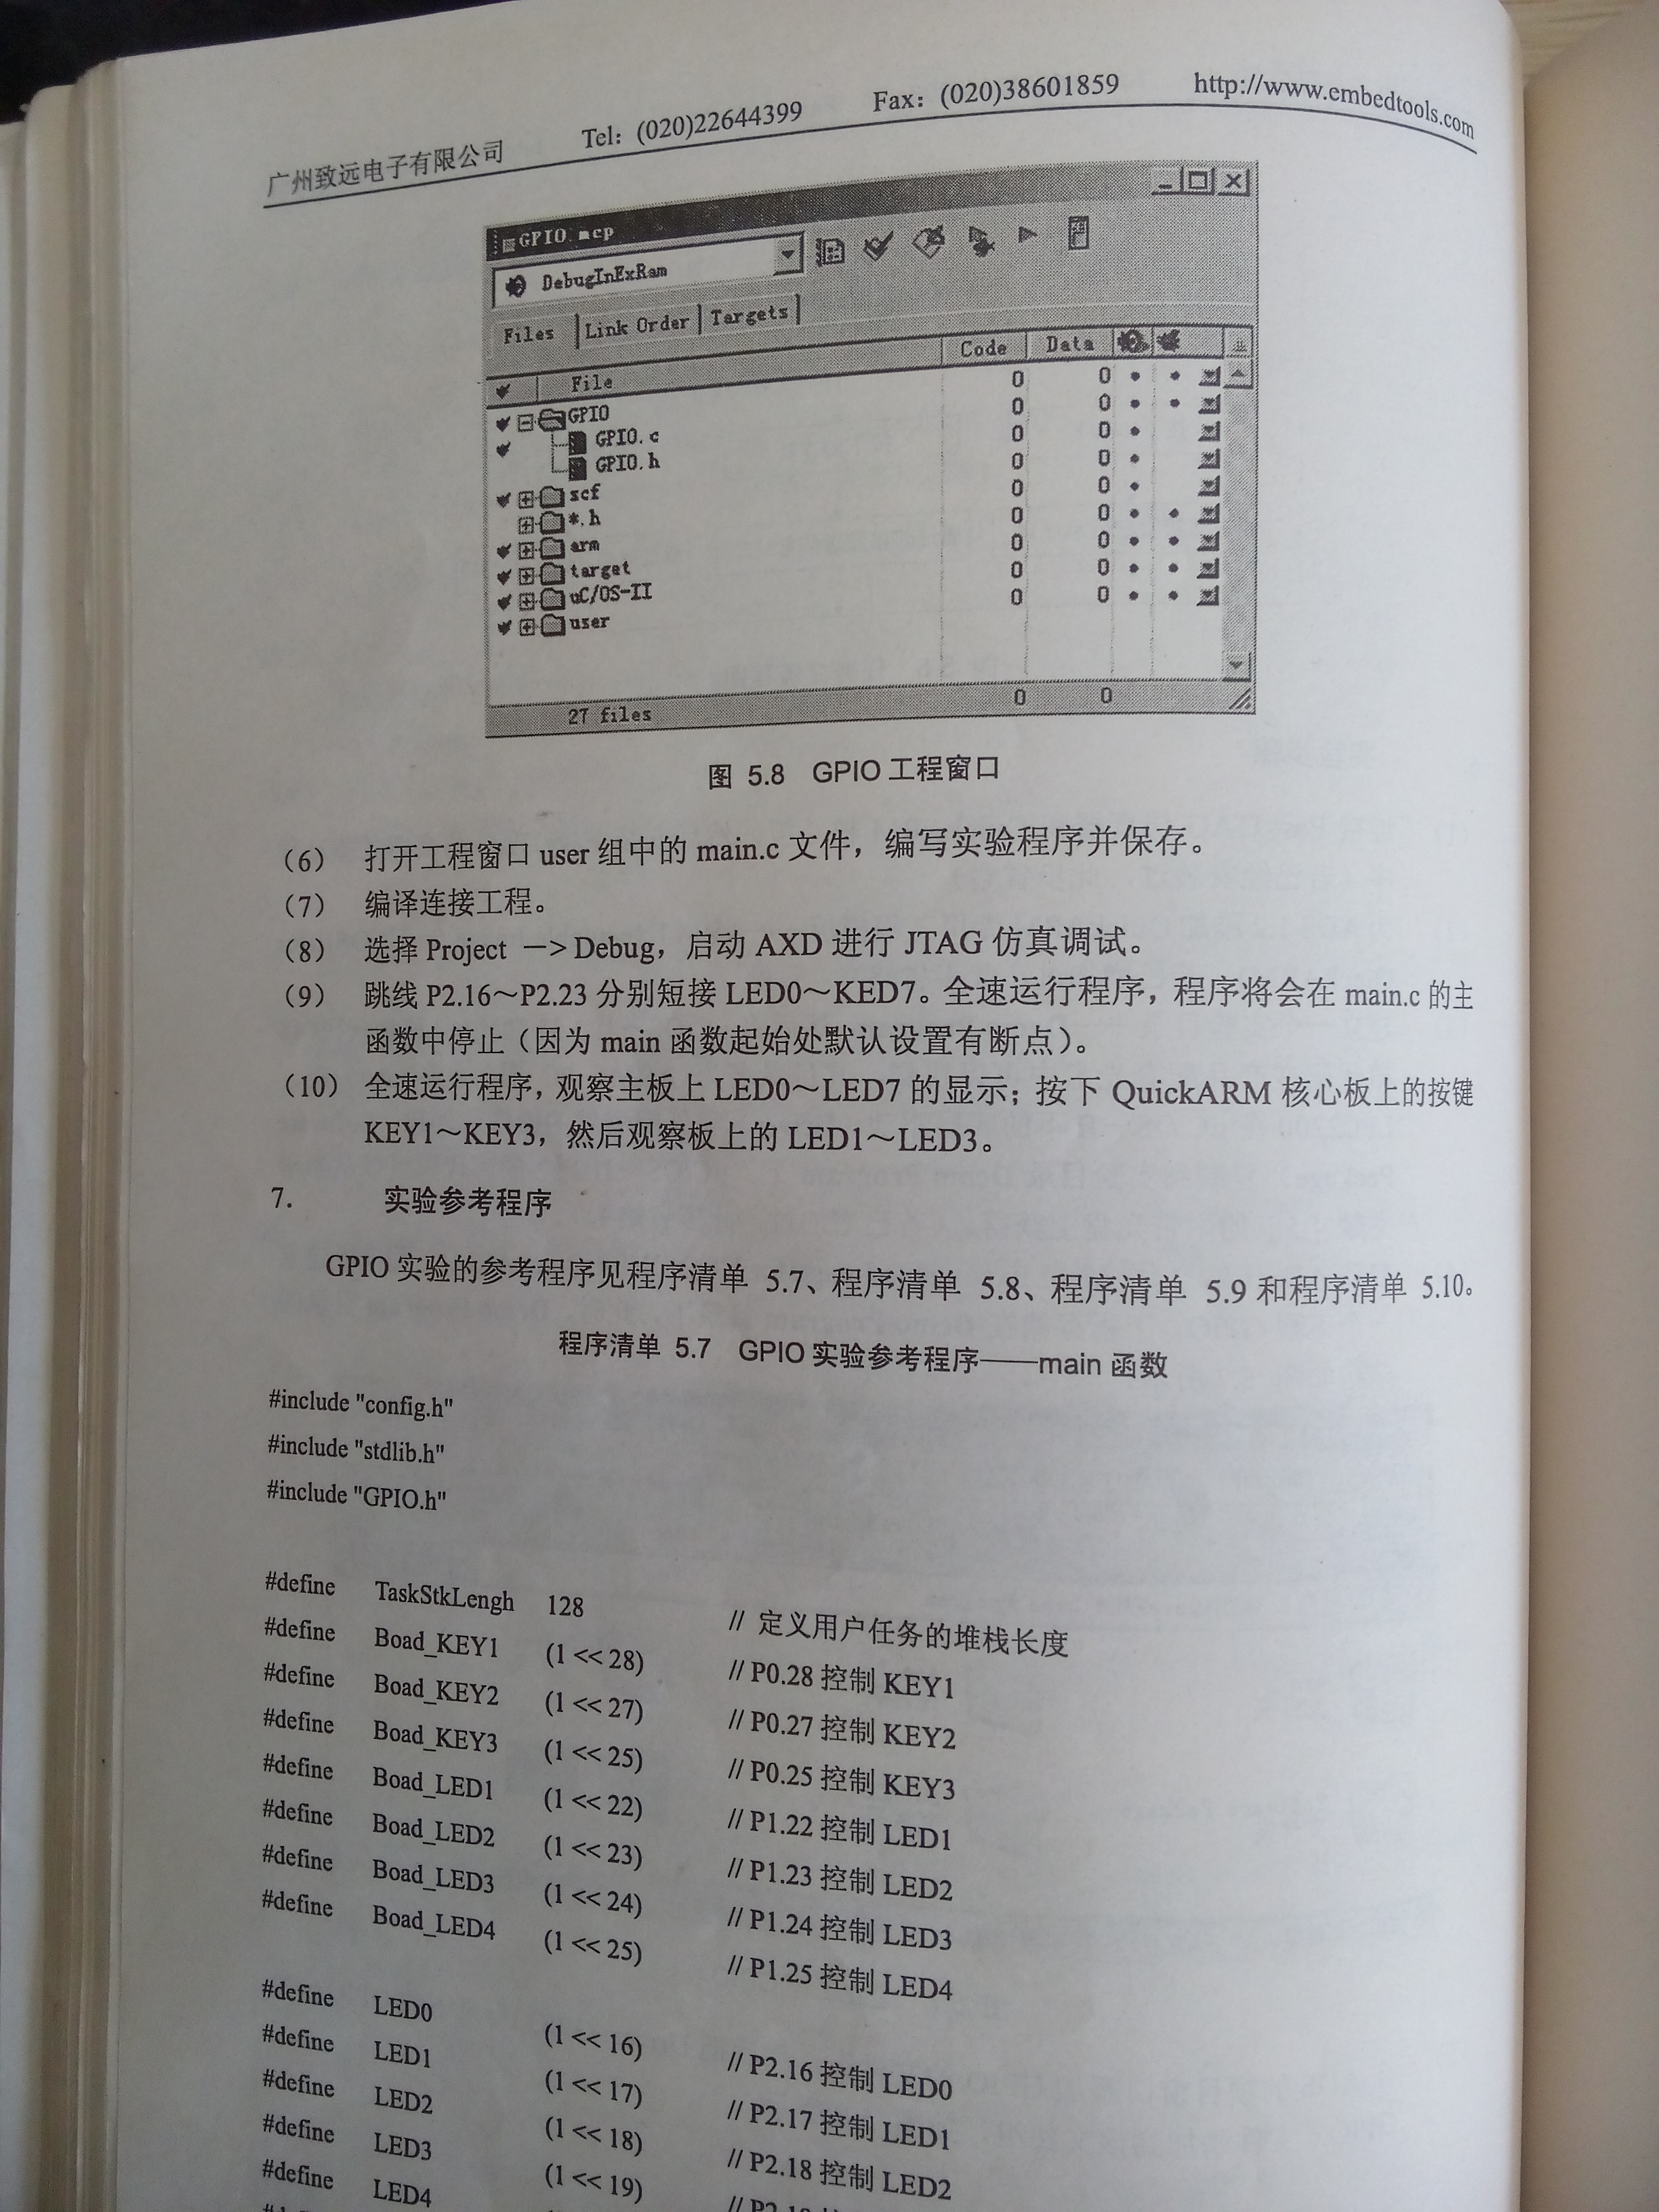 广州致远电子有限公司 Tel：(020)22644399 Fax：(020)38601859 http://www.embedtools.com
GPIO.mcp
DebugInExRam
Files Link Order Targets
File Code Data
GPIO 0 0
GPIO.c 0 0
GPIO.h 0 0
scf 0 0
*.h 0 0
arm 0 0
target 0 0
uC/OS-II 0 0
user 0 0
27 files 0 0
图 5.8 GPIO 工程窗口
（6） 打开工程窗口 user 组中的 main.c 文件，编写实验程序并保存。
（7） 编译连接工程。
（8） 选择 Project —> Debug，启动 AXD 进行 JTAG 仿真调试。
（9） 跳线 P2.16～P2.23 分别短接 LED0～KED7。全速运行程序，程序将会在 main.c 的主
函数中停止（因为 main 函数起始处默认设置有断点）。
（10） 全速运行程序，观察主板上 LED0～LED7 的显示；按下 QuickARM 核心板上的按键
KEY1～KEY3，然后观察板上的 LED1～LED3。
7. 实验参考程序
GPIO 实验的参考程序见程序清单 5.7、程序清单 5.8、程序清单 5.9 和程序清单 5.10。
程序清单 5.7 GPIO 实验参考程序——main 函数
#include "config.h"
#include "stdlib.h"
#include "GPIO.h"
#define TaskStkLengh 128 // 定义用户任务的堆栈长度
#define Boad_KEY1 (1 << 28) // P0.28 控制 KEY1
#define Boad_KEY2 (1 << 27) // P0.27 控制 KEY2
#define Boad_KEY3 (1 << 25) // P0.25 控制 KEY3
#define Boad_LED1 (1 << 22) // P1.22 控制 LED1
#define Boad_LED2 (1 << 23) // P1.23 控制 LED2
#define Boad_LED3 (1 << 24) // P1.24 控制 LED3
#define Boad_LED4 (1 << 25) // P1.25 控制 LED4
#define LED0 (1 << 16) // P2.16 控制 LED0
#define LED1 (1 << 17) // P2.17 控制 LED1
#define LED2 (1 << 18) // P2.18 控制 LED2
#define LED3 (1 << 19)
#define LED4